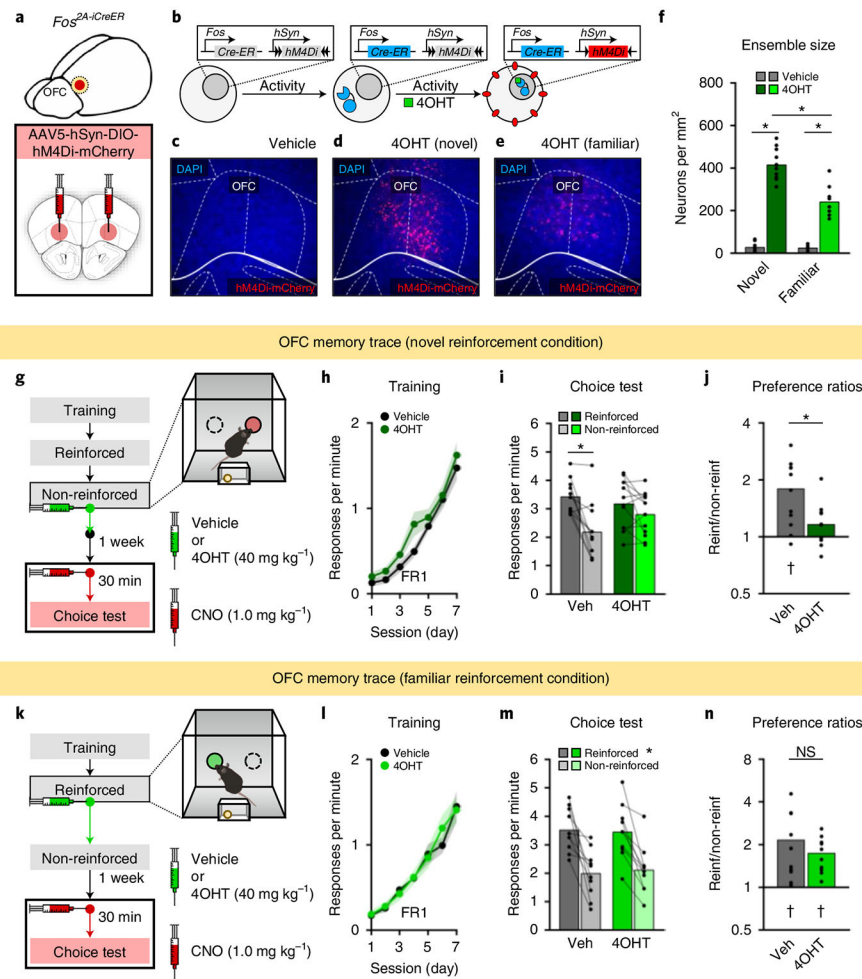 a
Fos2A-iCreER
OFC
AAV5-hSyn-DIO-
hM4Di-mCherry
b
Fos
hSyn
Cre-ER
hM4Di
Fos
hSyn
Cre-ER
hM4Di
Fos
hSyn
Cre-ER
hM4Di
Activity
Activity
4OHT
c
Vehicle
DAPI
OFC
hM4Di-mCherry
d
4OHT (novel)
DAPI
OFC
hM4Di-mCherry
e
4OHT (familiar)
DAPI
OFC
hM4Di-mCherry
f
Ensemble size
Vehicle
4OHT
*
*
*
Neurons per mm²
800
600
400
200
0
Novel
Familiar
OFC memory trace (novel reinforcement condition)
g
Training
Reinforced
Non-reinforced
1 week
30 min
Choice test
Vehicle
or
4OHT (40 mg kg⁻¹)
CNO (1.0 mg kg⁻¹)
h
Training
Vehicle
4OHT
Responses per minute
2
1
0
FR1
1 3 5 7
Session (day)
i
Choice test
Reinforced
Non-reinforced
*
Responses per minute
6
5
4
3
2
1
0
Veh
4OHT
j
Preference ratios
*
Reinf/non-reinf
4
2
1
0.5
†
Veh
4OHT
OFC memory trace (familiar reinforcement condition)
k
Training
Reinforced
Non-reinforced
1 week
30 min
Choice test
Vehicle
or
4OHT (40 mg kg⁻¹)
CNO (1.0 mg kg⁻¹)
l
Training
Vehicle
4OHT
Responses per minute
2
1
0
FR1
1 3 5 7
Session (day)
m
Choice test
Reinforced *
Non-reinforced
Responses per minute
6
5
4
3
2
1
0
Veh
4OHT
n
Preference ratios
NS
Reinf/non-reinf
8
4
2
1
0.5
† †
Veh
4OHT